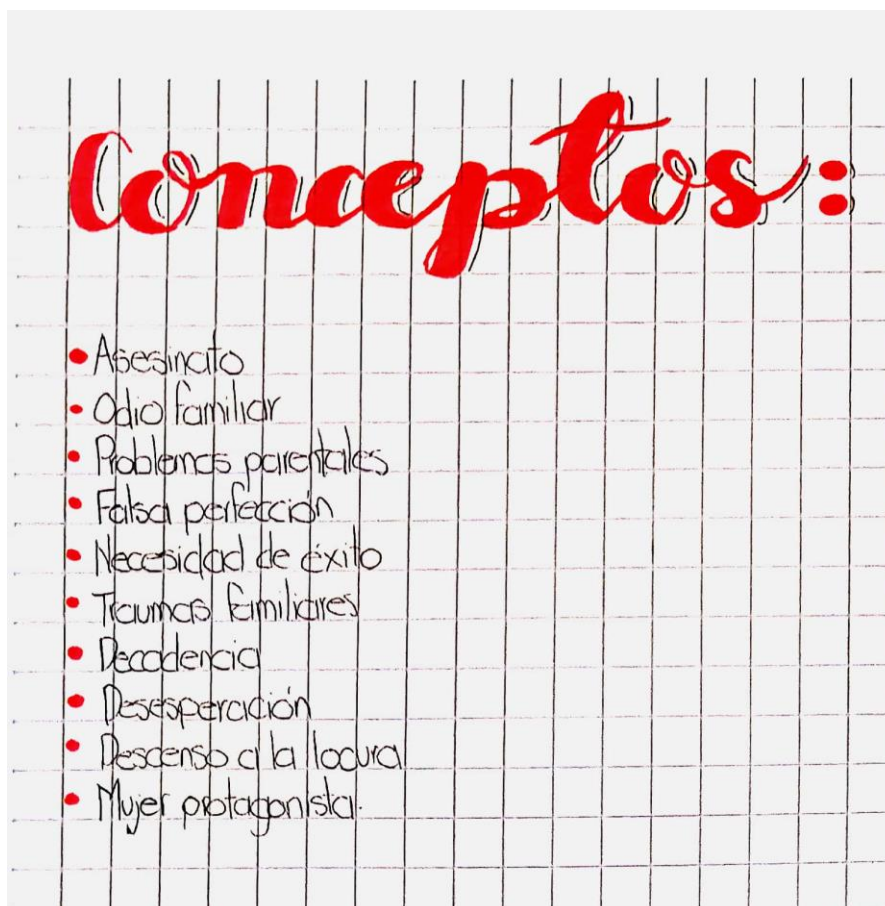 Conceptos:
• Asesinato
• Odio familiar
• Problemas parentales
• Falsa perfección
• Necesidad de éxito
• Traumas familiares
• Decadencia
• Desesperación
• Descenso a la locura
• Mujer protagonista.